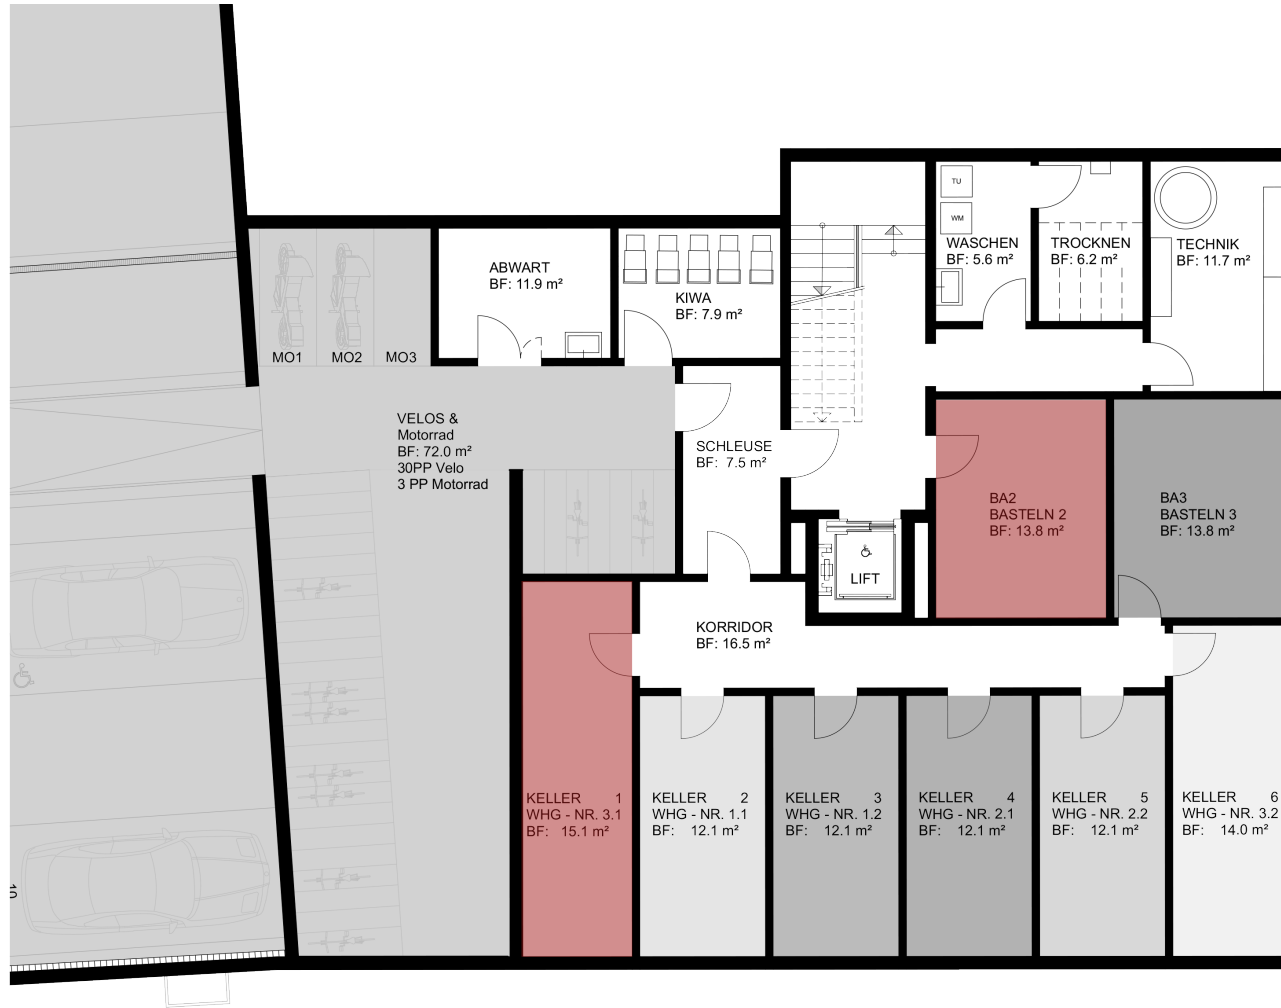 TU
WM
WASCHEN
BF: 5.6 m²
TROCKNEN
BF: 6.2 m²
TECHNIK
BF: 11.7 m²
ABWART
BF: 11.9 m²
KIWA
BF: 7.9 m²
MO1
MO2
MO3
VELOS &
Motorrad
BF: 72.0 m²
30PP Velo
3 PP Motorrad
SCHLEUSE
BF: 7.5 m²
BA2
BASTELN 2
BF: 13.8 m²
BA3
BASTELN 3
BF: 13.8 m²
LIFT
KORRIDOR
BF: 16.5 m²
KELLER 1
WHG - NR. 3.1
BF: 15.1 m²
KELLER 2
WHG - NR. 1.1
BF: 12.1 m²
KELLER 3
WHG - NR. 1.2
BF: 12.1 m²
KELLER 4
WHG - NR. 2.1
BF: 12.1 m²
KELLER 5
WHG - NR. 2.2
BF: 12.1 m²
KELLER 6
WHG - NR. 3.2
BF: 14.0 m²
10